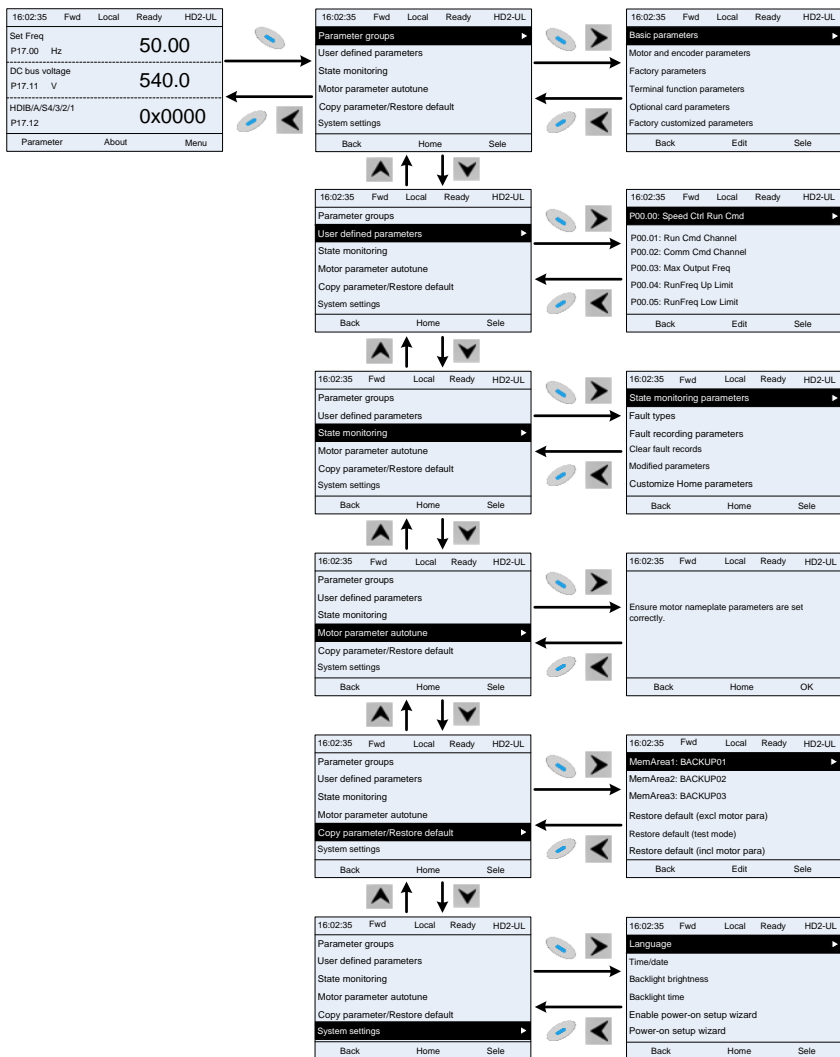 16:02:35 Fwd Local Ready HD2-UL
Set Freq
P17.00 Hz 50.00
DC bus voltage
P17.11 V 540.0
HDIB/A/S4/3/2/1
P17.12 0x0000
Parameter About Menu
16:02:35 Fwd Local Ready HD2-UL
Parameter groups
User defined parameters
State monitoring
Motor parameter autotune
Copy parameter/Restore default
System settings
Back Home Sele
16:02:35 Fwd Local Ready HD2-UL
Basic parameters
Motor and encoder parameters
Factory parameters
Terminal function parameters
Optional card parameters
Factory customized parameters
Back Edit Sele
16:02:35 Fwd Local Ready HD2-UL
Parameter groups
User defined parameters
State monitoring
Motor parameter autotune
Copy parameter/Restore default
System settings
Back Home Sele
16:02:35 Fwd Local Ready HD2-UL
P00.00: Speed Ctrl Run Cmd
P00.01: Run Cmd Channel
P00.02: Comm Cmd Channel
P00.03: Max Output Freq
P00.04: RunFreq Up Limit
P00.05: RunFreq Low Limit
Back Edit Sele
16:02:35 Fwd Local Ready HD2-UL
Parameter groups
User defined parameters
State monitoring
Motor parameter autotune
Copy parameter/Restore default
System settings
Back Home Sele
16:02:35 Fwd Local Ready HD2-UL
State monitoring parameters
Fault types
Fault recording parameters
Clear fault records
Modified parameters
Customize Home parameters
Back Home Sele
16:02:35 Fwd Local Ready HD2-UL
Parameter groups
User defined parameters
State monitoring
Motor parameter autotune
Copy parameter/Restore default
System settings
Back Home Sele
16:02:35 Fwd Local Ready HD2-UL
Ensure motor nameplate parameters are set
correctly.
Back Home OK
16:02:35 Fwd Local Ready HD2-UL
Parameter groups
User defined parameters
State monitoring
Motor parameter autotune
Copy parameter/Restore default
System settings
Back Home Sele
16:02:35 Fwd Local Ready HD2-UL
MemArea1: BACKUP01
MemArea2: BACKUP02
MemArea3: BACKUP03
Restore default (excl motor para)
Restore default (test mode)
Restore default (incl motor para)
Back Edit Sele
16:02:35 Fwd Local Ready HD2-UL
Parameter groups
User defined parameters
State monitoring
Motor parameter autotune
Copy parameter/Restore default
System settings
Back Home Sele
16:02:35 Fwd Local Ready HD2-UL
Language
Time/date
Backlight brightness
Backlight time
Enable power-on setup wizard
Power-on setup wizard
Back Home Sele